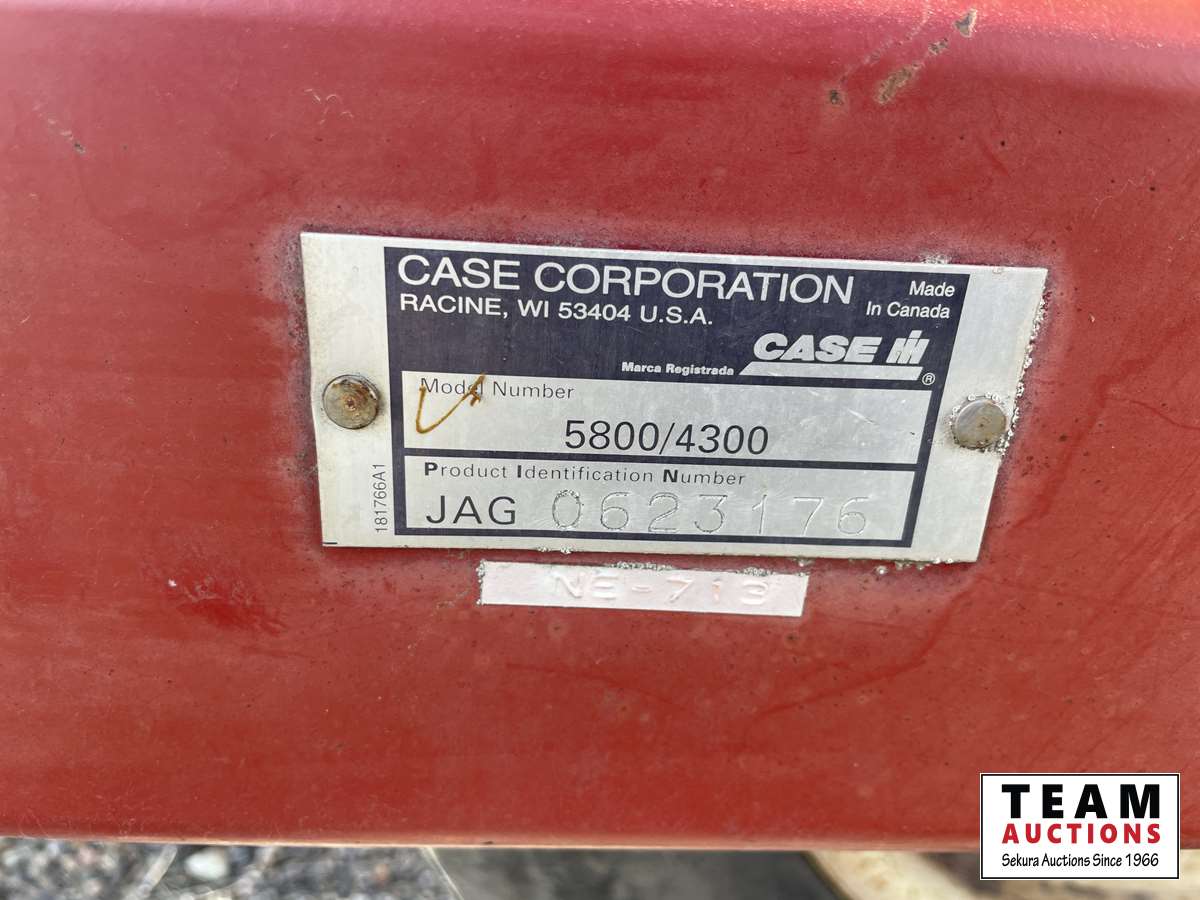 CASE CORPORATION
Made
In Canada
RACINE, WI 53404 U.S.A.
CASE IH
Marca Registrada ®
Model Number
5800/4300
Product Identification Number
JAG 0623176
181766A1
NE-713
TEAM
AUCTIONS
Sekura Auctions Since 1966